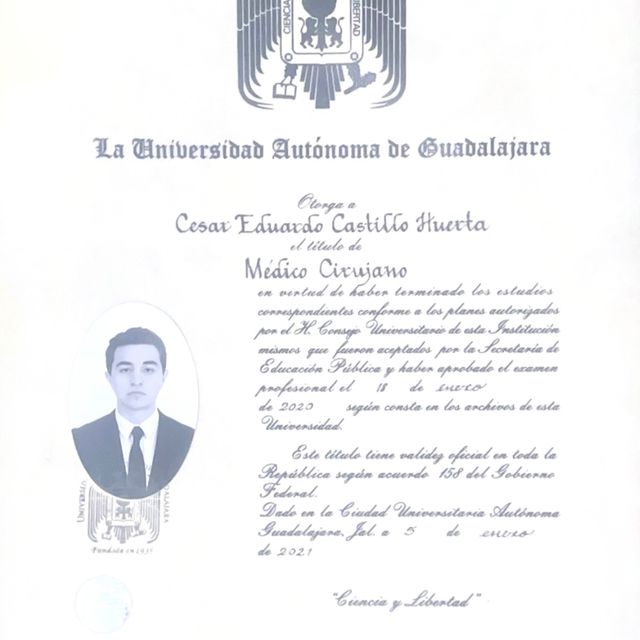 CIENCIA
LIBERTAD
La Universidad Autónoma de Guadalajara
Otorga a
Cesar Eduardo Castillo Huerta
el título de
Médico Cirujano
en virtud de haber terminado los estudios
correspondientes conforme a los planes autorizados
por el H. Consejo Universitario de esta Institución
mismos que fueron aceptados por la Secretaría de
Educación Pública y haber aprobado el examen
profesional el 18 de enero
de 2020 según consta en los archivos de esta
Universidad.
Este título tiene validez oficial en toda la
República según acuerdo 158 del Gobierno
Federal.
Dado en la Ciudad Universitaria Autónoma
Guadalajara, Jal. a 5 de enero
de 2021
Fundada en 1935
"Ciencia y Libertad"